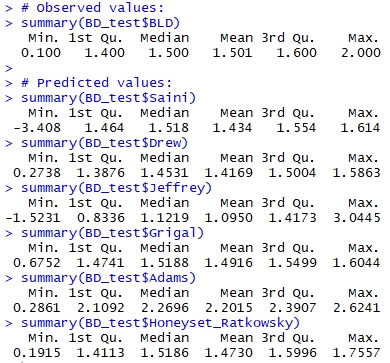 > # Observed values:
> summary(BD_test$BLD)
Min. 1st Qu. Median Mean 3rd Qu. Max.
0.100 1.400 1.500 1.501 1.600 2.000
>
> # Predicted values:
> summary(BD_test$Saini)
Min. 1st Qu. Median Mean 3rd Qu. Max.
-3.408 1.464 1.518 1.434 1.554 1.614
> summary(BD_test$Drew)
Min. 1st Qu. Median Mean 3rd Qu. Max.
0.2738 1.3876 1.4531 1.4169 1.5004 1.5863
> summary(BD_test$Jeffrey)
Min. 1st Qu. Median Mean 3rd Qu. Max.
-1.5231 0.8336 1.1219 1.0950 1.4173 3.0445
> summary(BD_test$Grigal)
Min. 1st Qu. Median Mean 3rd Qu. Max.
0.6752 1.4741 1.5188 1.4916 1.5499 1.6044
> summary(BD_test$Adams)
Min. 1st Qu. Median Mean 3rd Qu. Max.
0.2861 2.1092 2.2696 2.2015 2.3907 2.6241
> summary(BD_test$Honeyset_Ratkowsky)
Min. 1st Qu. Median Mean 3rd Qu. Max.
0.1915 1.4113 1.5186 1.4730 1.5996 1.7557